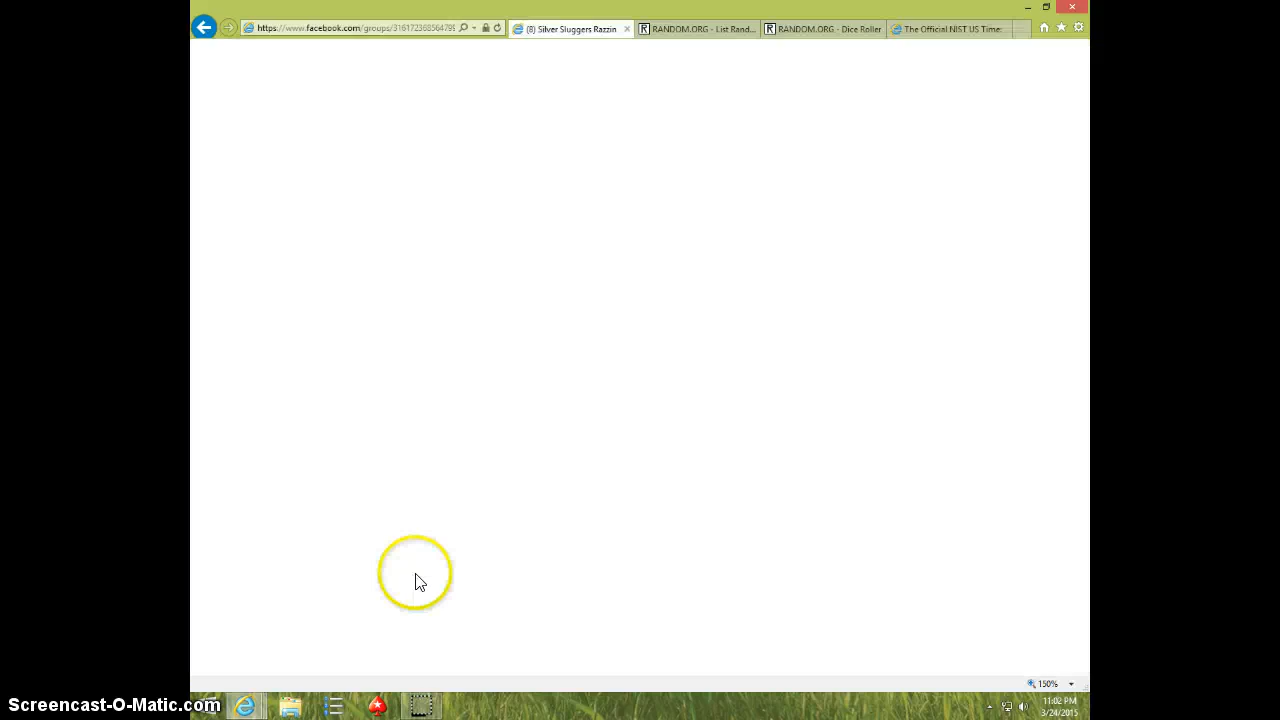 https://www.facebook.com/groups/316172368564799
(8) Silver Sluggers Razzin
RANDOM.ORG - List Rand...
RANDOM.ORG - Dice Roller
The Official NIST US Time:
150%
11:02 PM
3/24/2015
Screencast-O-Matic.com